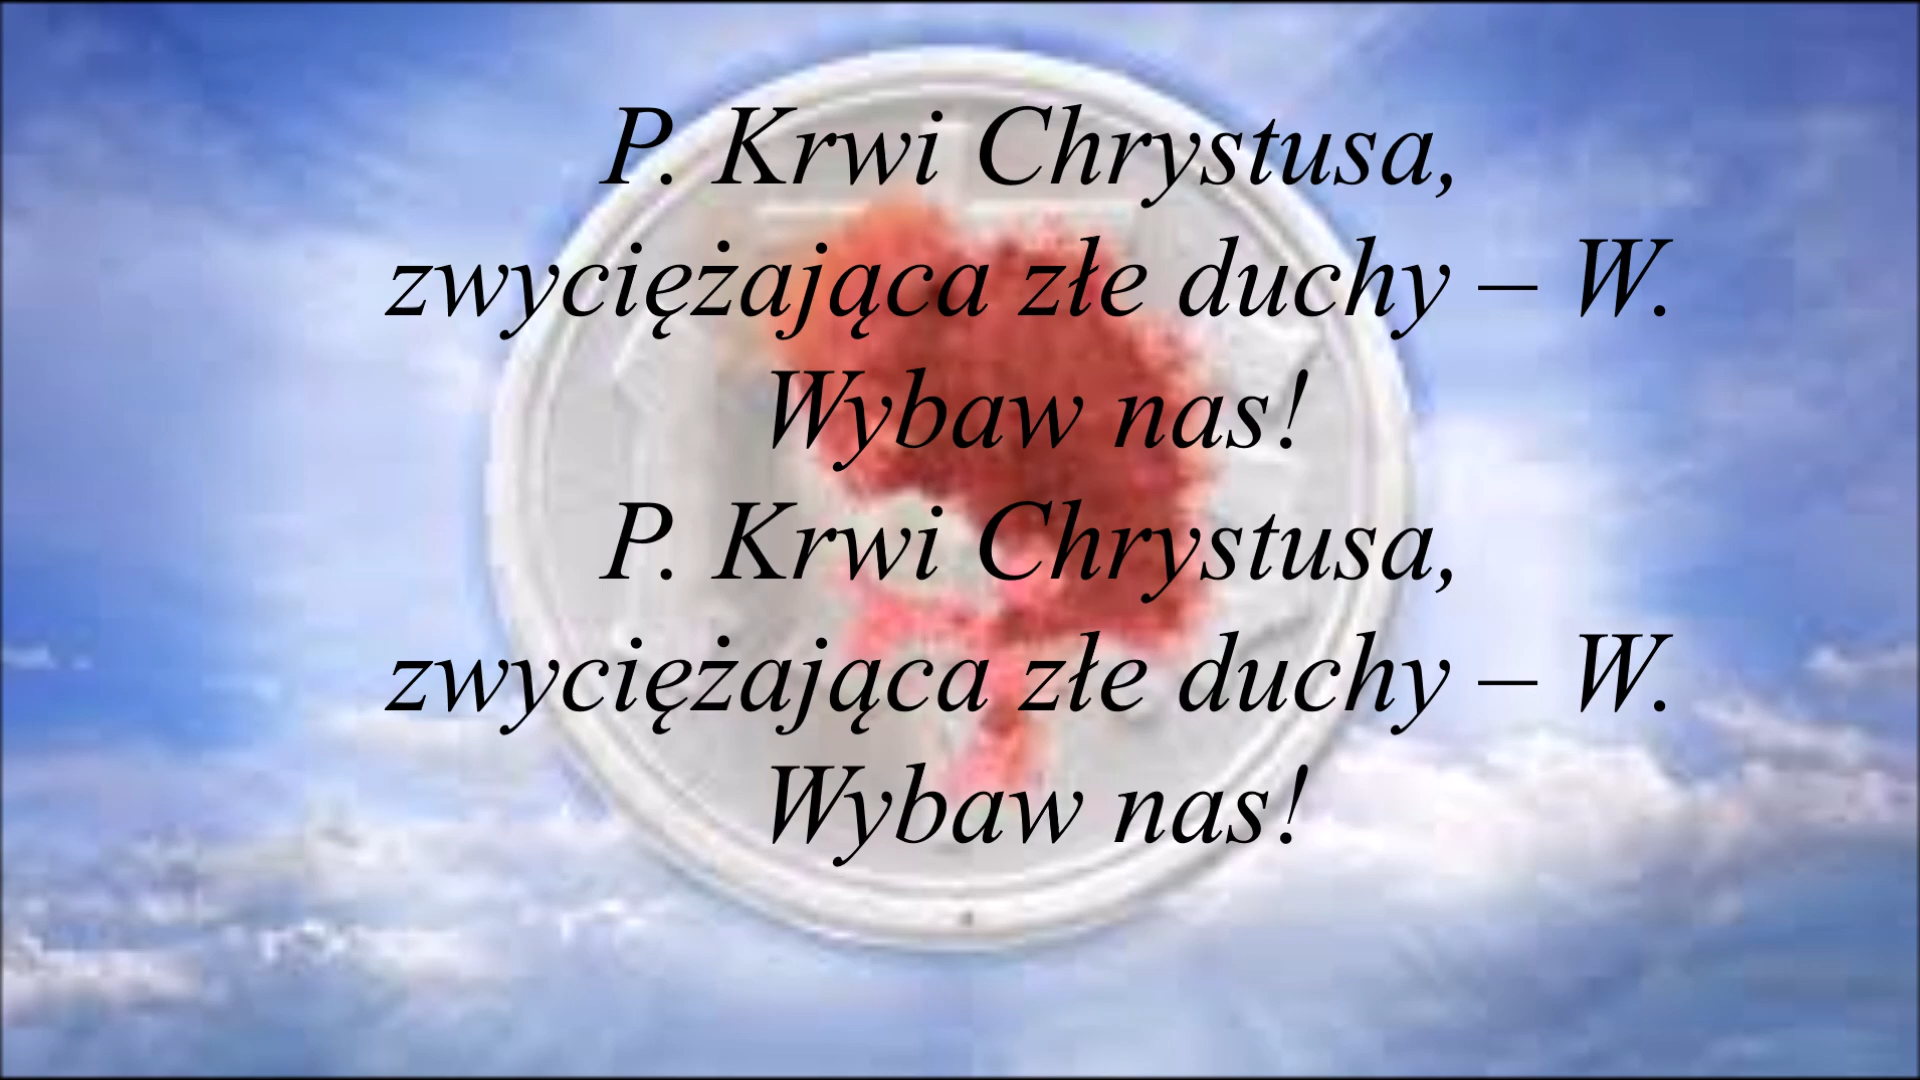 P. Krwi Chrystusa,
zwyciężająca złe duchy – W.
Wybaw nas!
P. Krwi Chrystusa,
zwyciężająca złe duchy – W.
Wybaw nas!